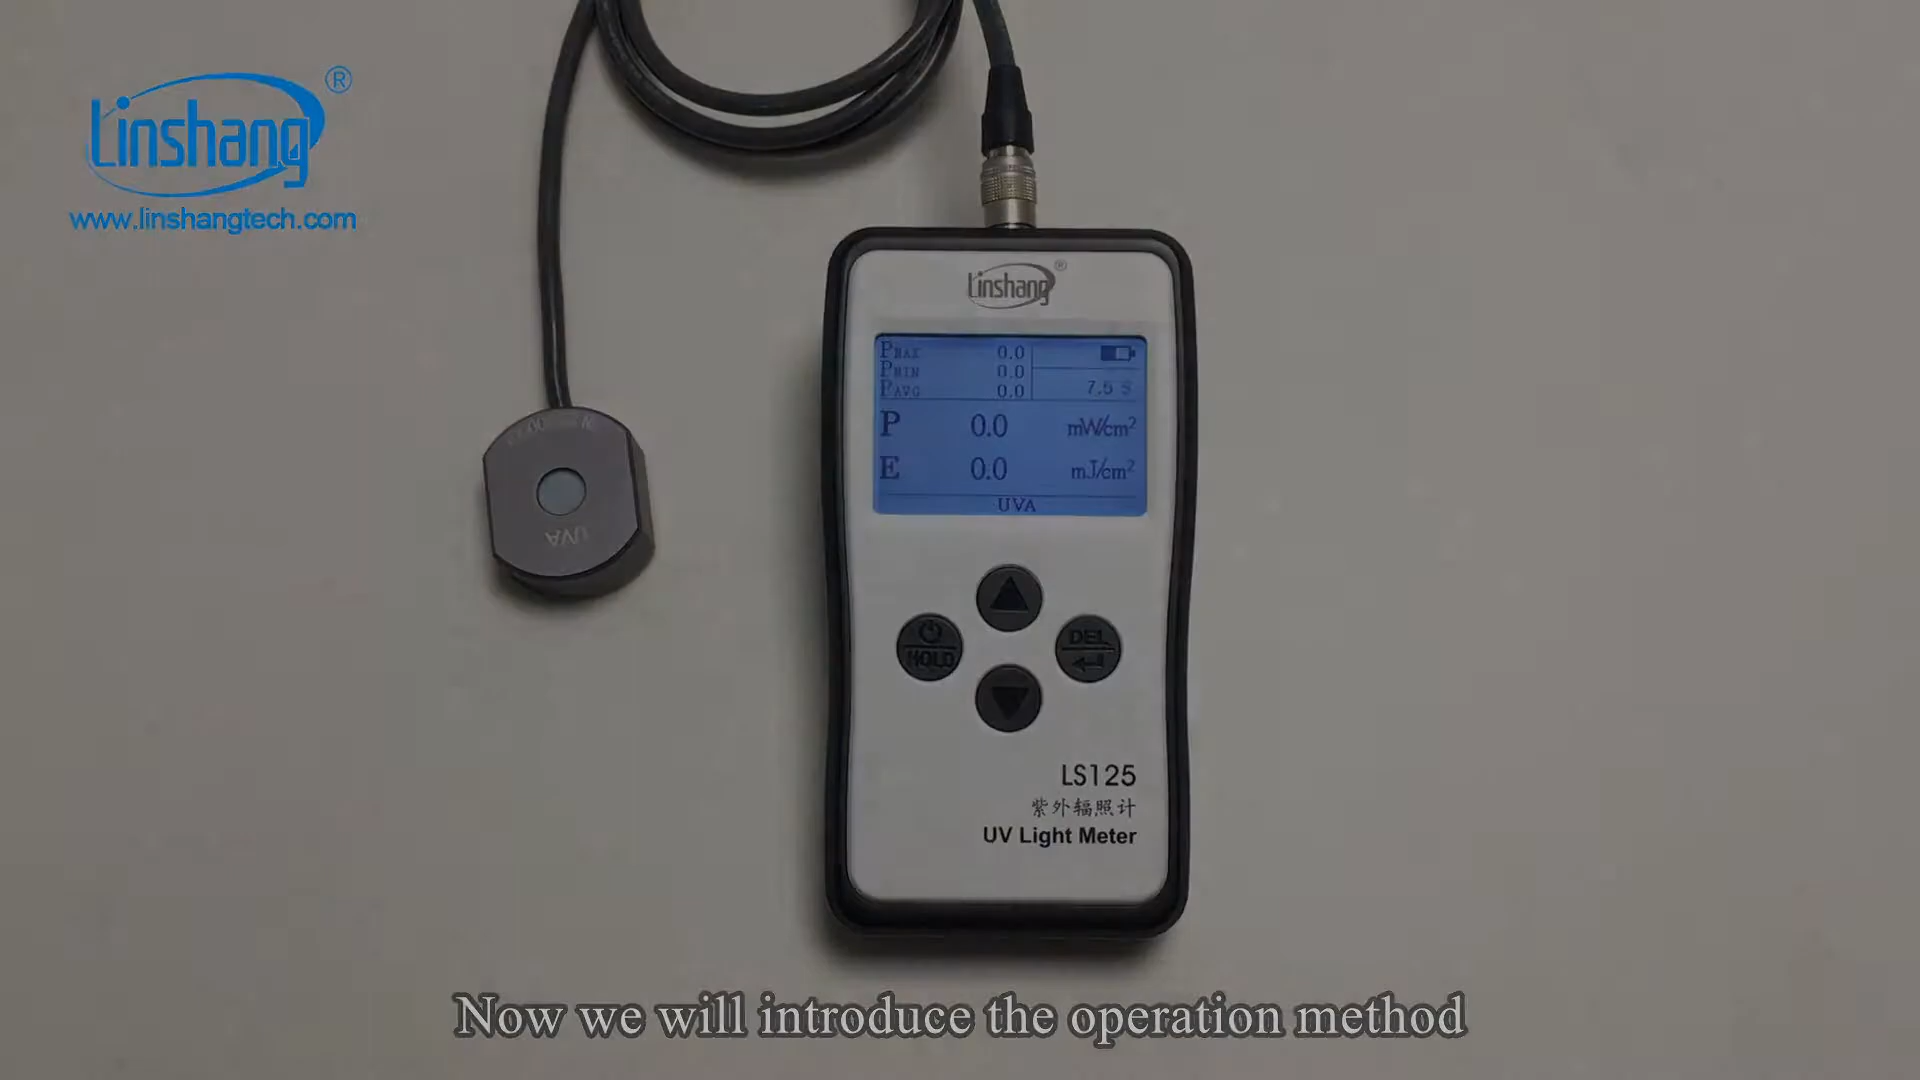 Linshang®
www.linshangtech.com
Linshang®
PMAX 0.0
PMIN 0.0
PAVG 0.0
7.5 S
P 0.0 mW/cm²
E 0.0 mJ/cm²
UVA
UVA
HOLD
DEL
LS125
紫外辐照计
UV Light Meter
Now we will introduce the operation method